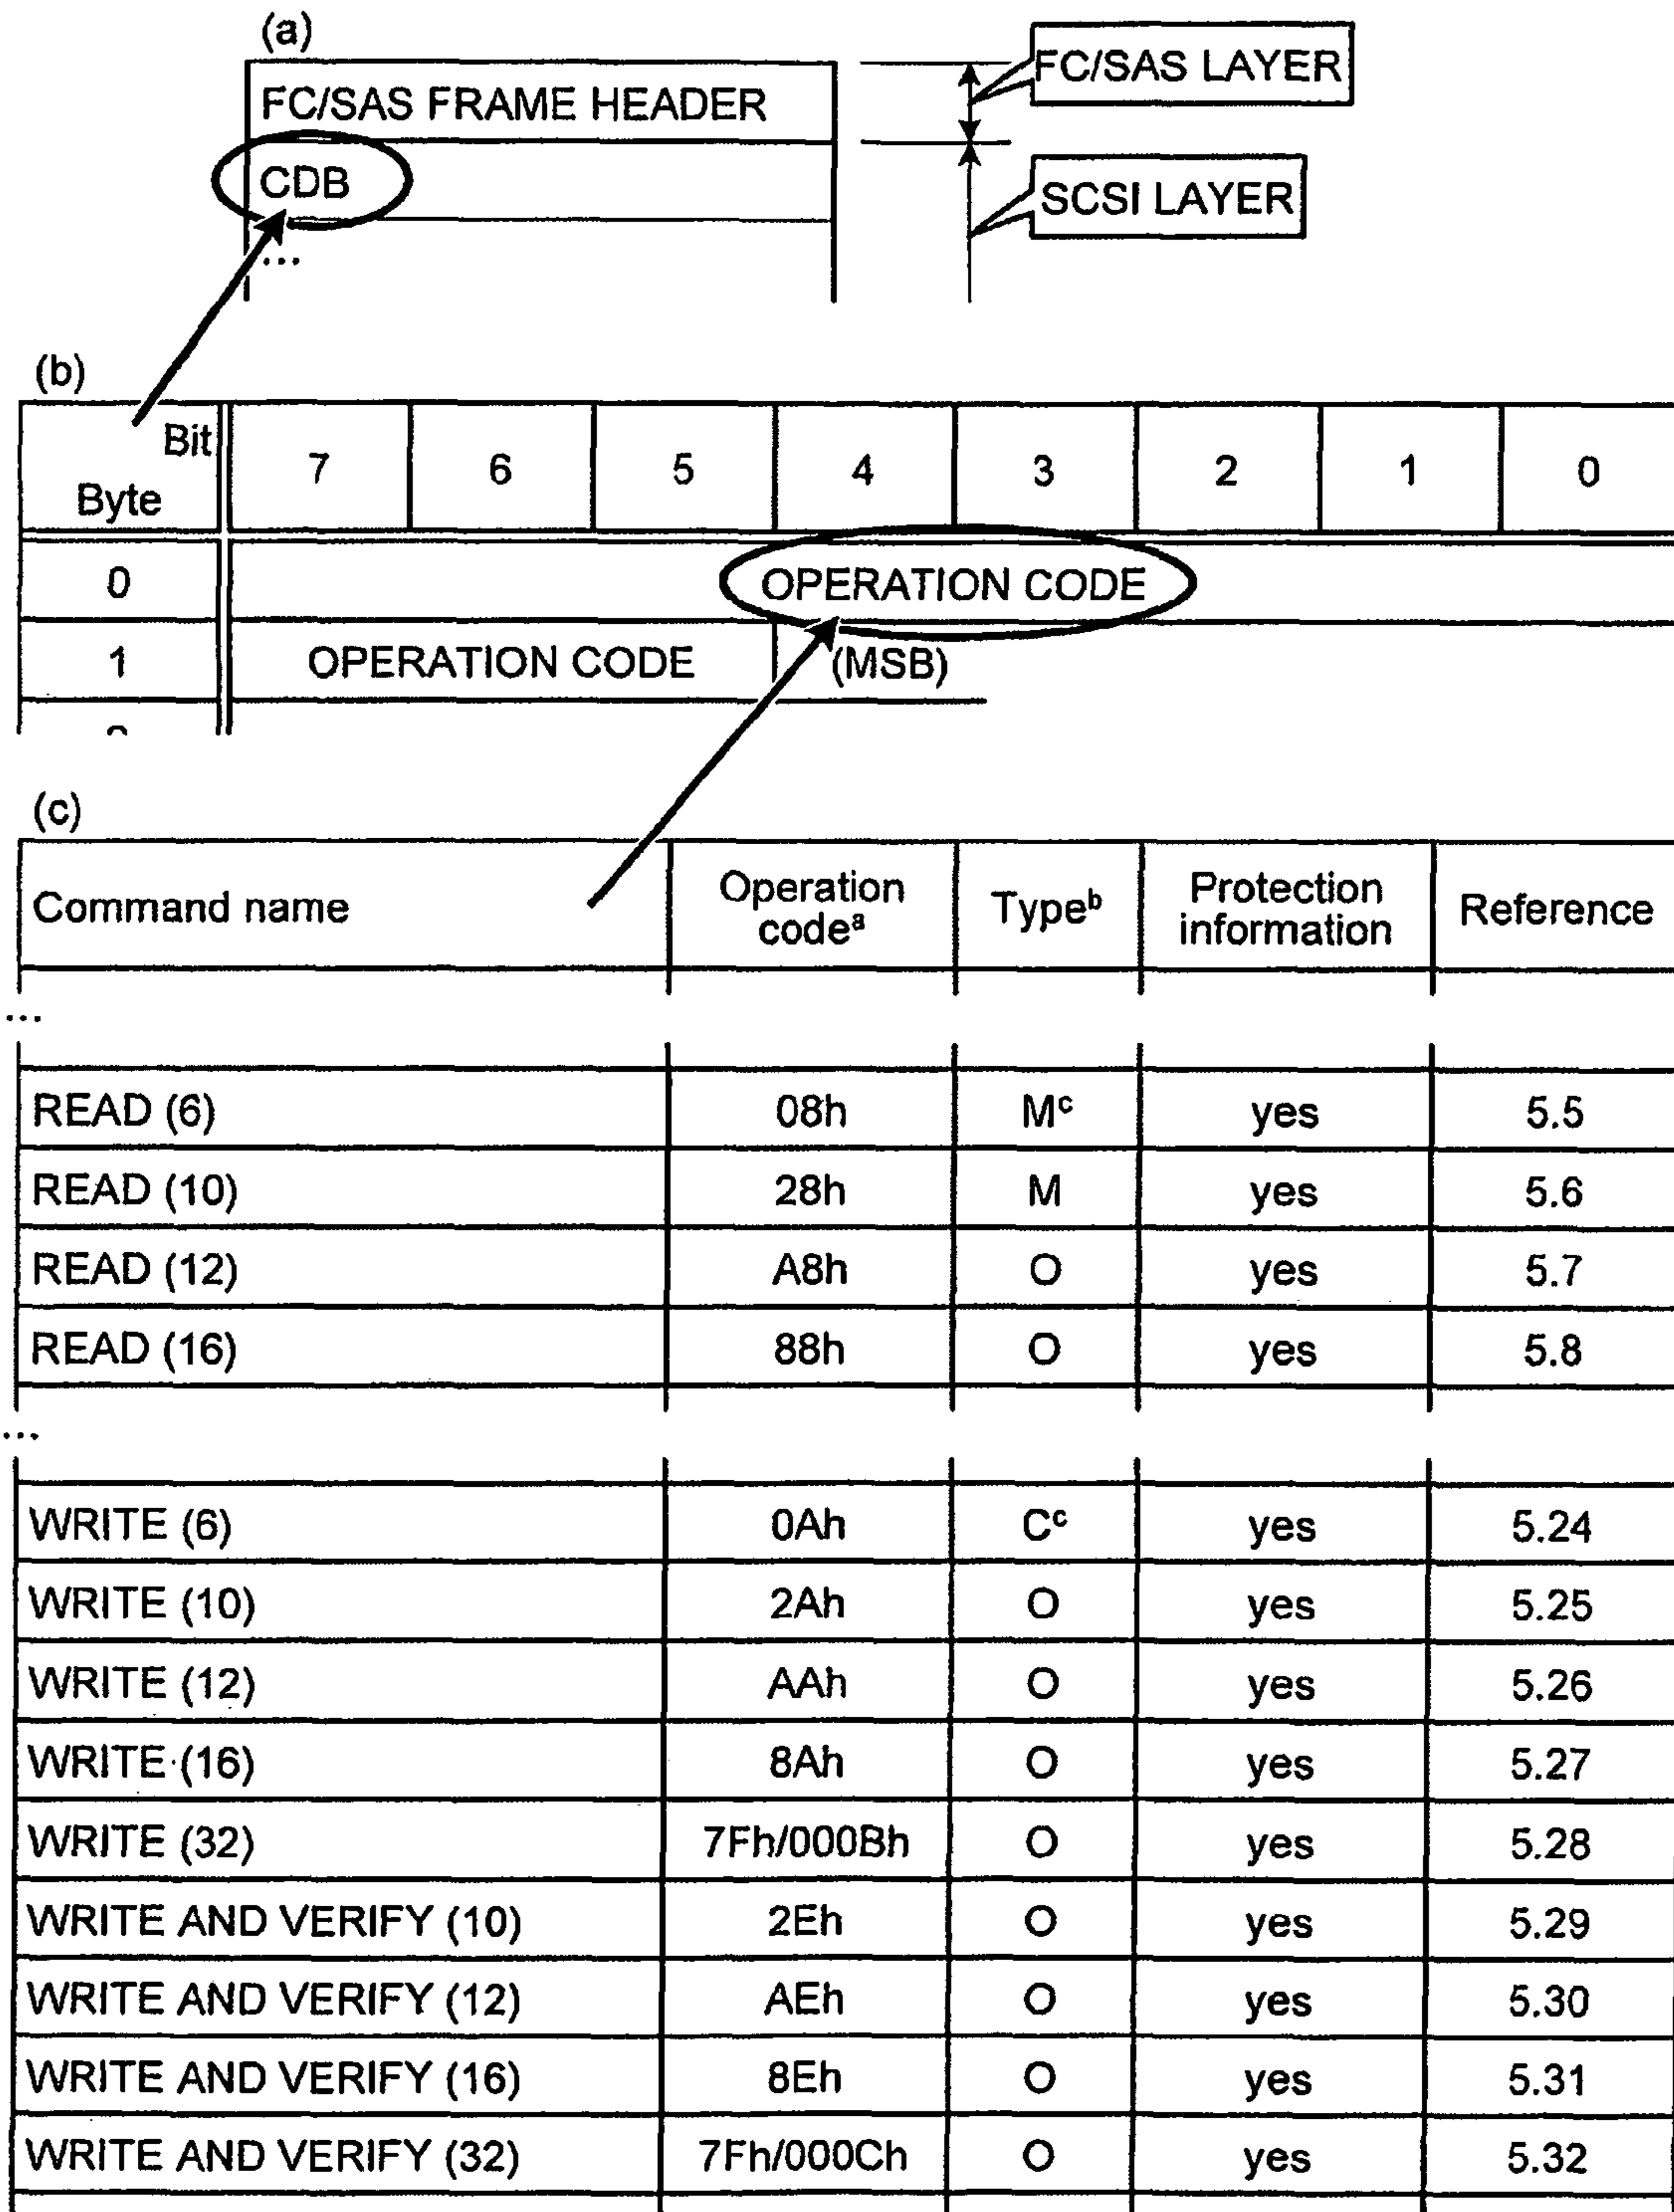 (a)
FC/SAS FRAME HEADER
FC/SAS LAYER
CDB
SCSI LAYER
...
(b)
Bit
Byte
7 6 5 4 3 2 1 0
0 OPERATION CODE
1 OPERATION CODE (MSB)
(c)
Command name Operation codeᵃ Typeᵇ Protection information Reference
...
READ (6) 08h Mᶜ yes 5.5
READ (10) 28h M yes 5.6
READ (12) A8h O yes 5.7
READ (16) 88h O yes 5.8
...
WRITE (6) 0Ah Cᶜ yes 5.24
WRITE (10) 2Ah O yes 5.25
WRITE (12) AAh O yes 5.26
WRITE (16) 8Ah O yes 5.27
WRITE (32) 7Fh/000Bh O yes 5.28
WRITE AND VERIFY (10) 2Eh O yes 5.29
WRITE AND VERIFY (12) AEh O yes 5.30
WRITE AND VERIFY (16) 8Eh O yes 5.31
WRITE AND VERIFY (32) 7Fh/000Ch O yes 5.32